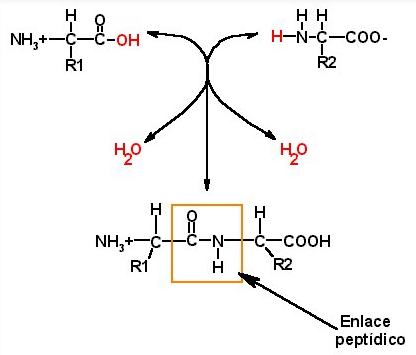 H O H H
NH3+ C C OH H N C COO-
R1 R2
H2O H2O
H O H
NH3+ C C N C COOH
R1 H R2
Enlace
peptídico